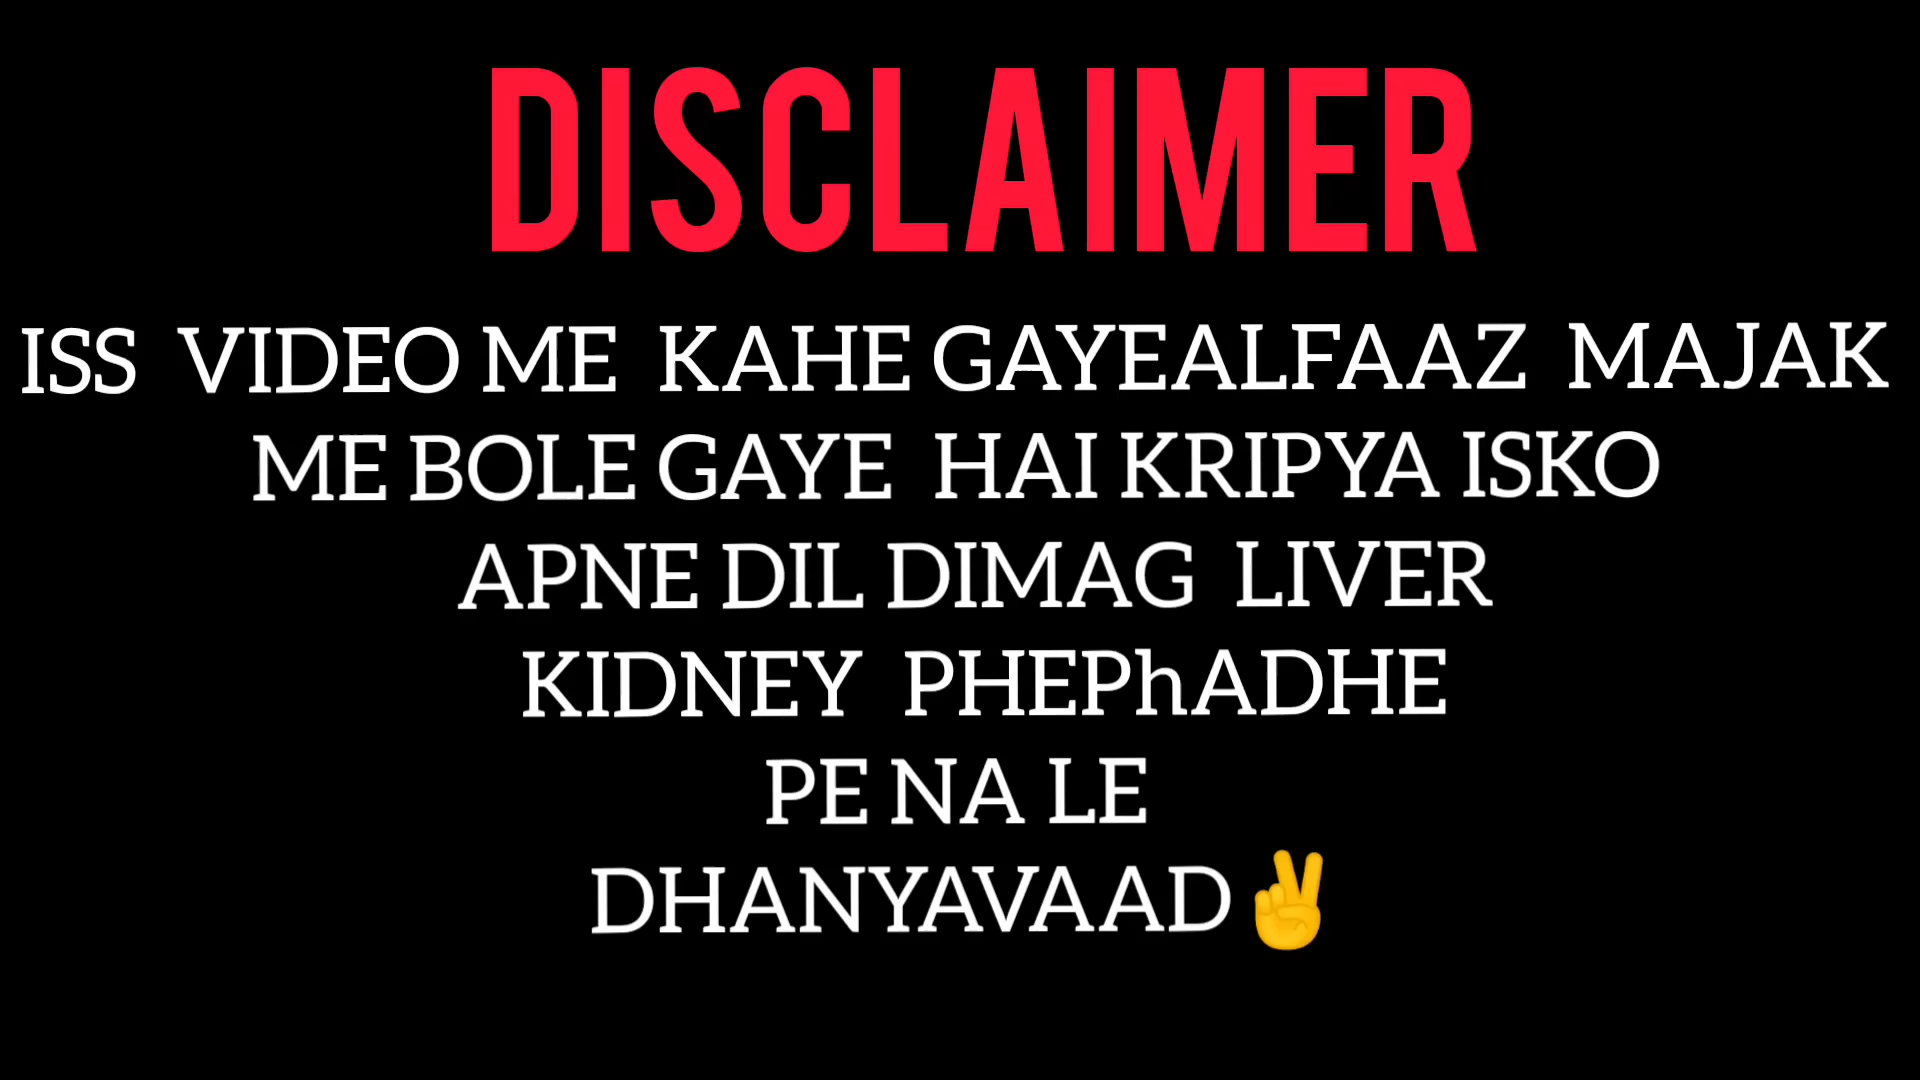 DISCLAIMER
ISS VIDEO ME KAHE GAYEALFAAZ MAJAK
ME BOLE GAYE HAI KRIPYA ISKO
APNE DIL DIMAG LIVER
KIDNEY PHEPhADHE
PE NA LE
DHANYAVAAD✌